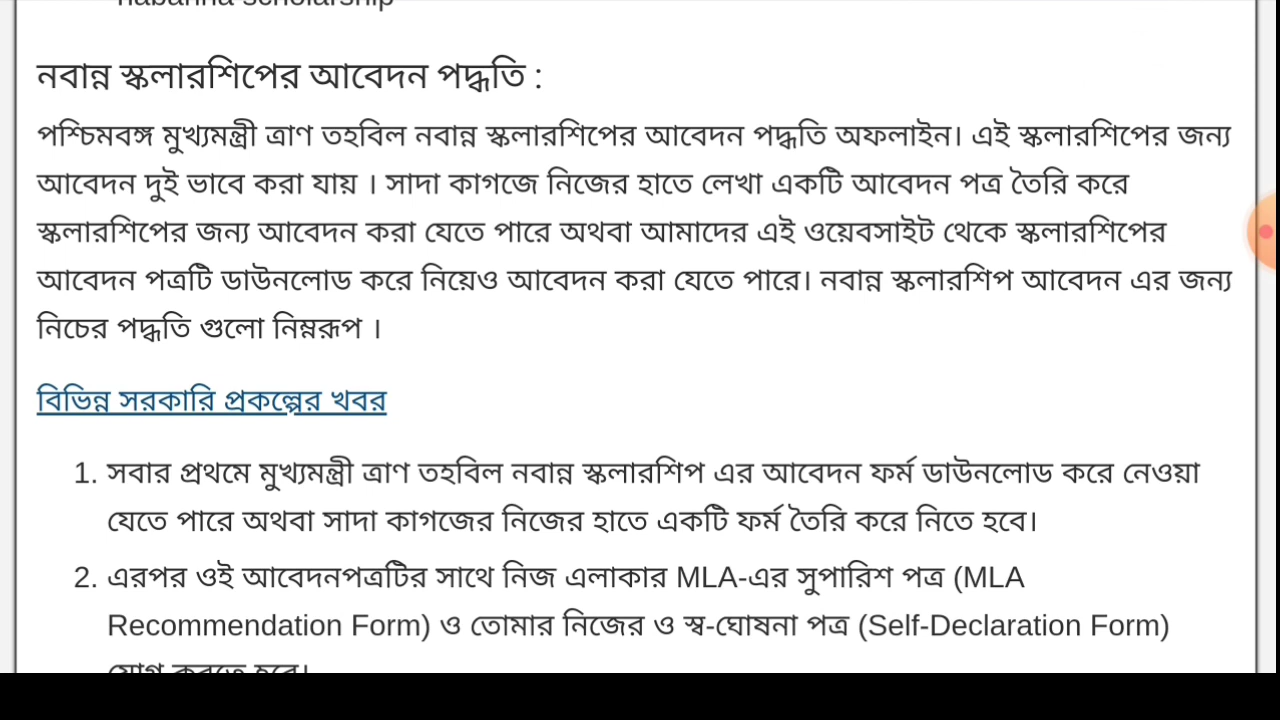 nabanna scholarship
নবান্ন স্কলারশিপের আবেদন পদ্ধতি :
পশ্চিমবঙ্গ মুখ্যমন্ত্রী ত্রাণ তহবিল নবান্ন স্কলারশিপের আবেদন পদ্ধতি অফলাইন। এই স্কলারশিপের জন্য
আবেদন দুই ভাবে করা যায় । সাদা কাগজে নিজের হাতে লেখা একটি আবেদন পত্র তৈরি করে
স্কলারশিপের জন্য আবেদন করা যেতে পারে অথবা আমাদের এই ওয়েবসাইট থেকে স্কলারশিপের
আবেদন পত্রটি ডাউনলোড করে নিয়েও আবেদন করা যেতে পারে। নবান্ন স্কলারশিপ আবেদন এর জন্য
নিচের পদ্ধতি গুলো নিম্নরূপ ।
বিভিন্ন সরকারি প্রকল্পের খবর
1. সবার প্রথমে মুখ্যমন্ত্রী ত্রাণ তহবিল নবান্ন স্কলারশিপ এর আবেদন ফর্ম ডাউনলোড করে নেওয়া
যেতে পারে অথবা সাদা কাগজের নিজের হাতে একটি ফর্ম তৈরি করে নিতে হবে।
2. এরপর ওই আবেদনপত্রটির সাথে নিজ এলাকার MLA-এর সুপারিশ পত্র (MLA
Recommendation Form) ও তোমার নিজের ও স্ব-ঘোষনা পত্র (Self-Declaration Form)
যোগ করতে হবে।